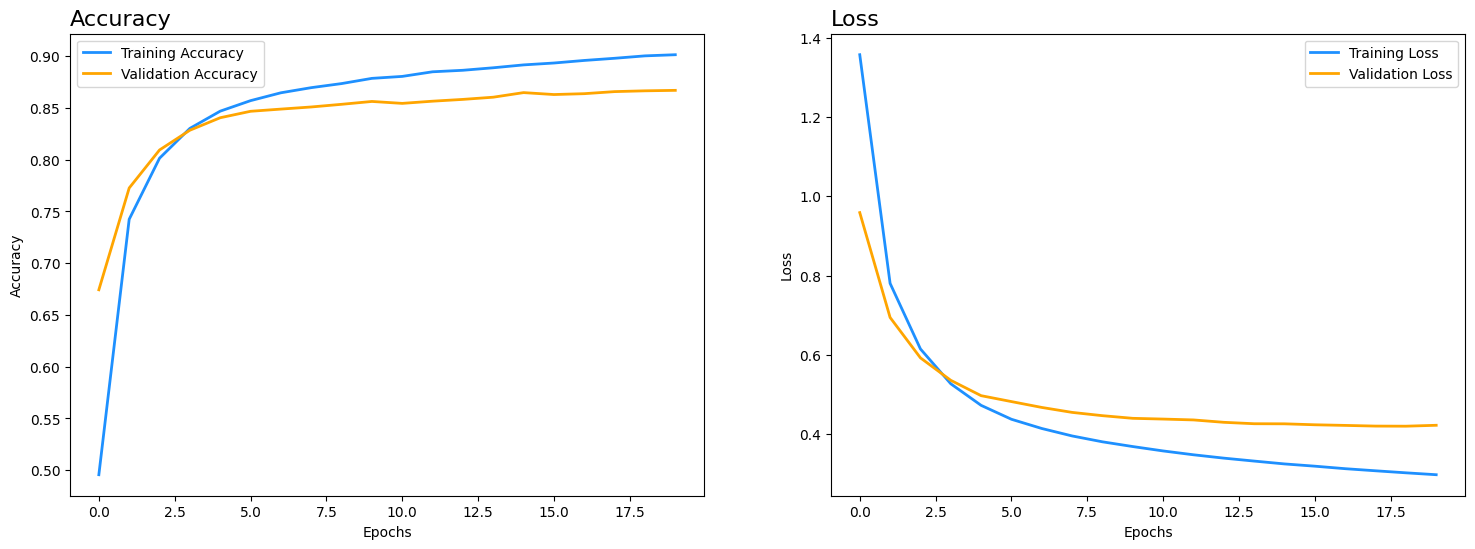 Accuracy
Training Accuracy
Validation Accuracy
0.90
0.85
0.80
0.75
0.70
0.65
0.60
0.55
0.50
Accuracy
0.0 2.5 5.0 7.5 10.0 12.5 15.0 17.5
Epochs
Loss
Training Loss
Validation Loss
1.4
1.2
1.0
0.8
0.6
0.4
Loss
0.0 2.5 5.0 7.5 10.0 12.5 15.0 17.5
Epochs